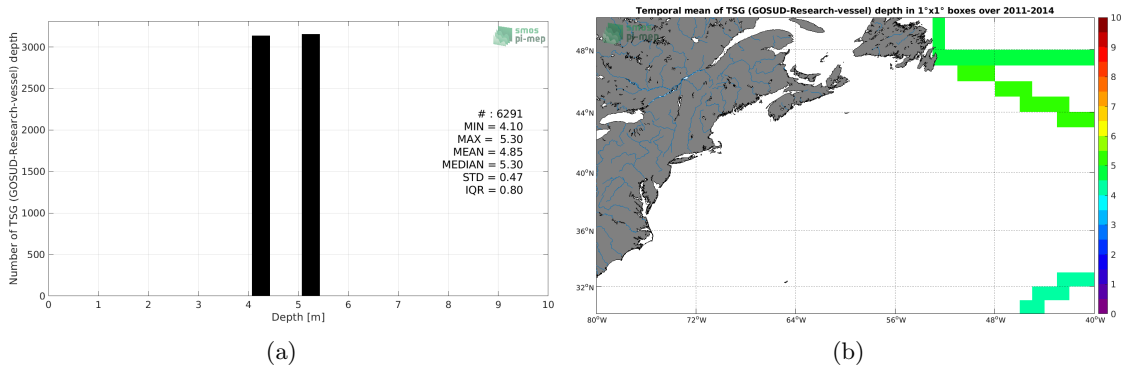 smos
pi-mep
Number of TSG (GOSUD-Research-vessel) depth
3000
2500
2000
1500
1000
500
0
# : 6291
MIN = 4.10
MAX = 5.30
MEAN = 4.85
MEDIAN = 5.30
STD = 0.47
IQR = 0.80
0 1 2 3 4 5 6 7 8 9 10
Depth [m]
(a)
Temporal mean of TSG (GOSUD-Research-vessel) depth in 1°x1° boxes over 2011-2014
smos
pi-mep
48°N
44°N
40°N
36°N
32°N
80°W 72°W 64°W 56°W 48°W 40°W
10
9
8
7
6
5
4
3
2
1
0
(b)